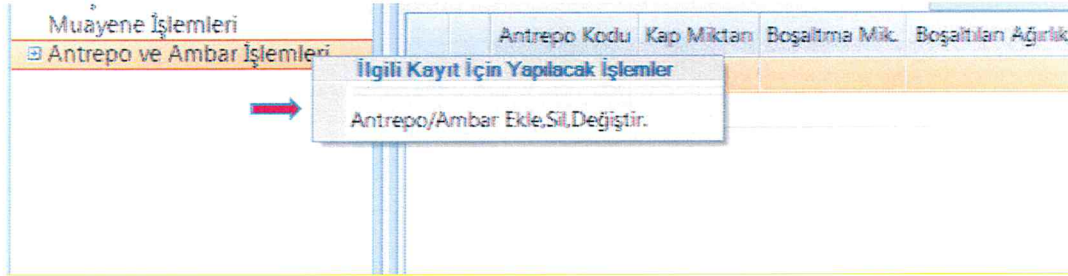 Muayene İşlemleri
Antrepo ve Ambar İşlemleri
Antrepo Kodu Kap Miktarı Boşaltma Mik. Boşaltılan Ağırlık
İlgili Kayıt İçin Yapılacak İşlemler
Antrepo/Ambar Ekle,Sil,Değiştir.